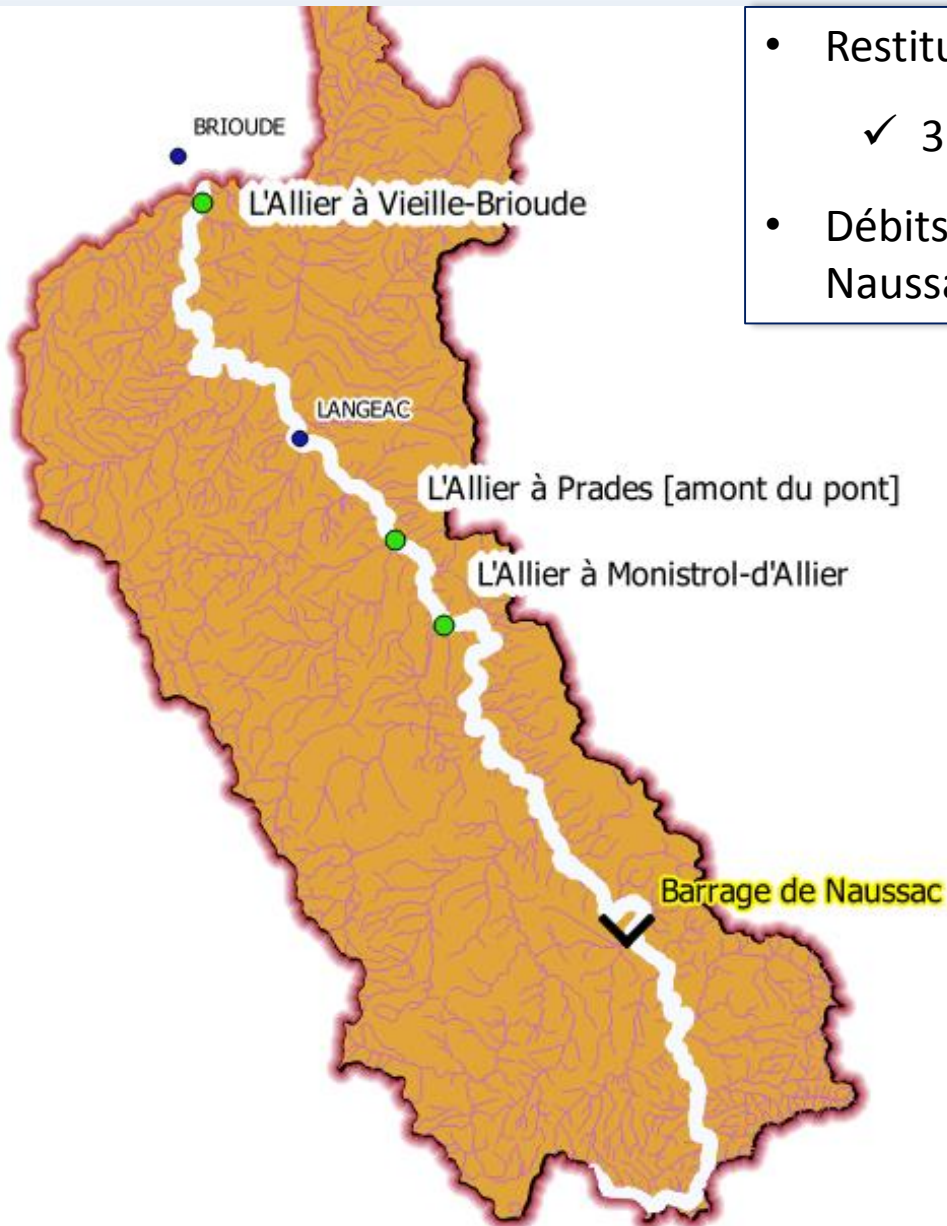 • Restitu
✓ 3
• Débits
Naussa
BRIOUDE
L'Allier à Vieille-Brioude
LANGEAC
L'Allier à Prades [amont du pont]
L'Allier à Monistrol-d'Allier
Barrage de Naussac